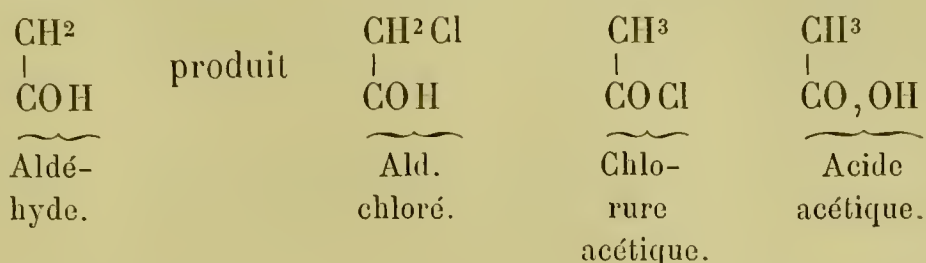 CH² produit CH²Cl CH³ CH³
| | | |
COH COH COCl CO,OH
Aldé- Ald. Chlo- Acide
hyde. chloré. rure acétique.
acétique.